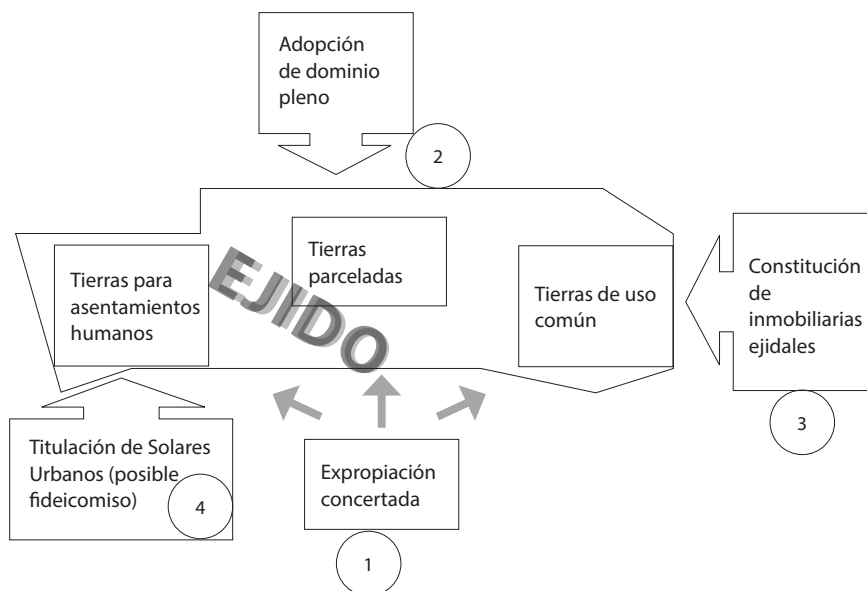 Adopción
de dominio
pleno
2
Tierras
parceladas
Tierras para
asentamientos
humanos
EJIDO
Tierras de uso
común
Constitución
de
inmobiliarias
ejidales
3
Titulación de Solares
Urbanos (posible
fideicomiso)
4
Expropiación
concertada
1